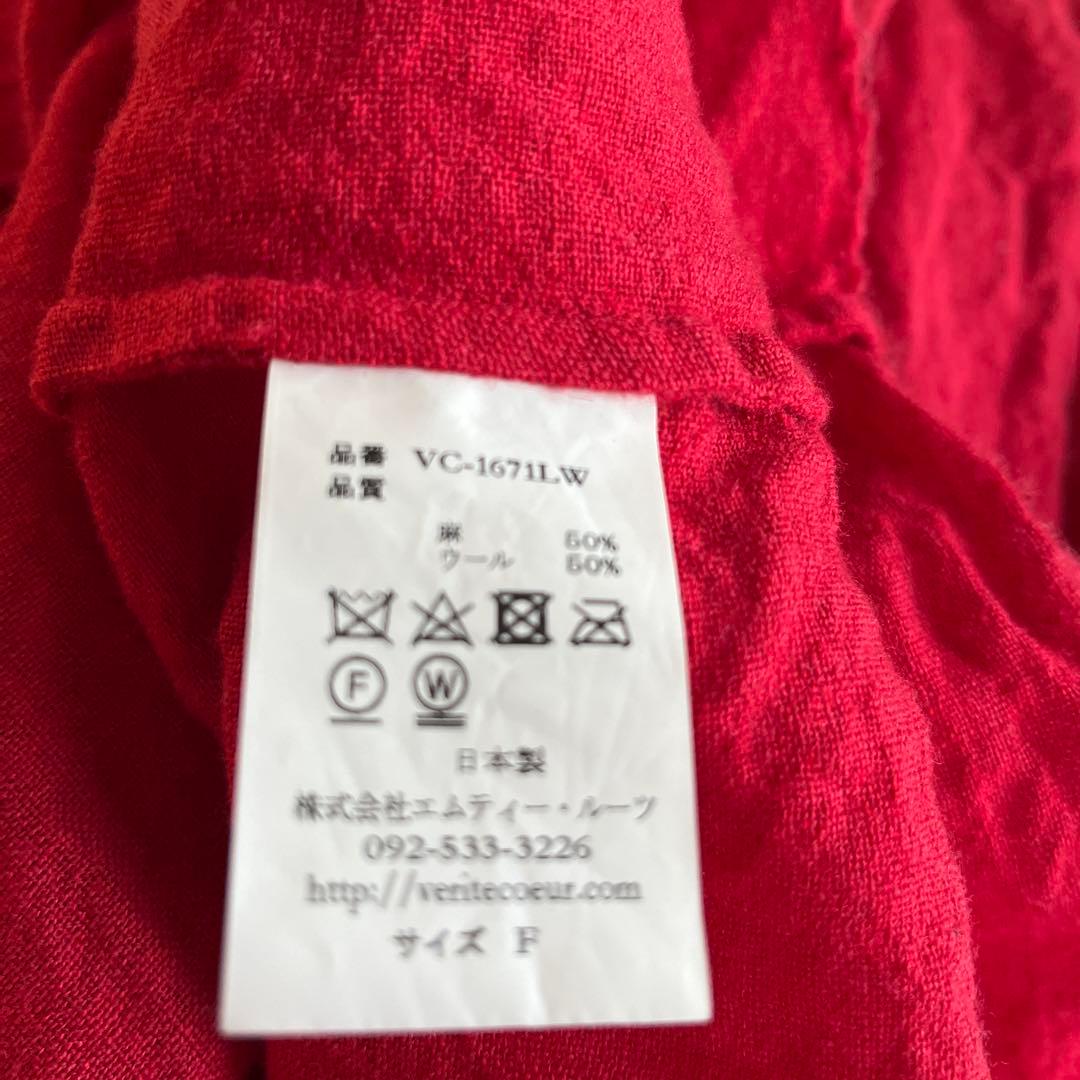 品番 VC-1671LW
品質
麻 50%
ウール 50%
F W
日本製
株式会社エムティー・ルーツ
092-533-3226
http://veritecoeur.com
サイズ F